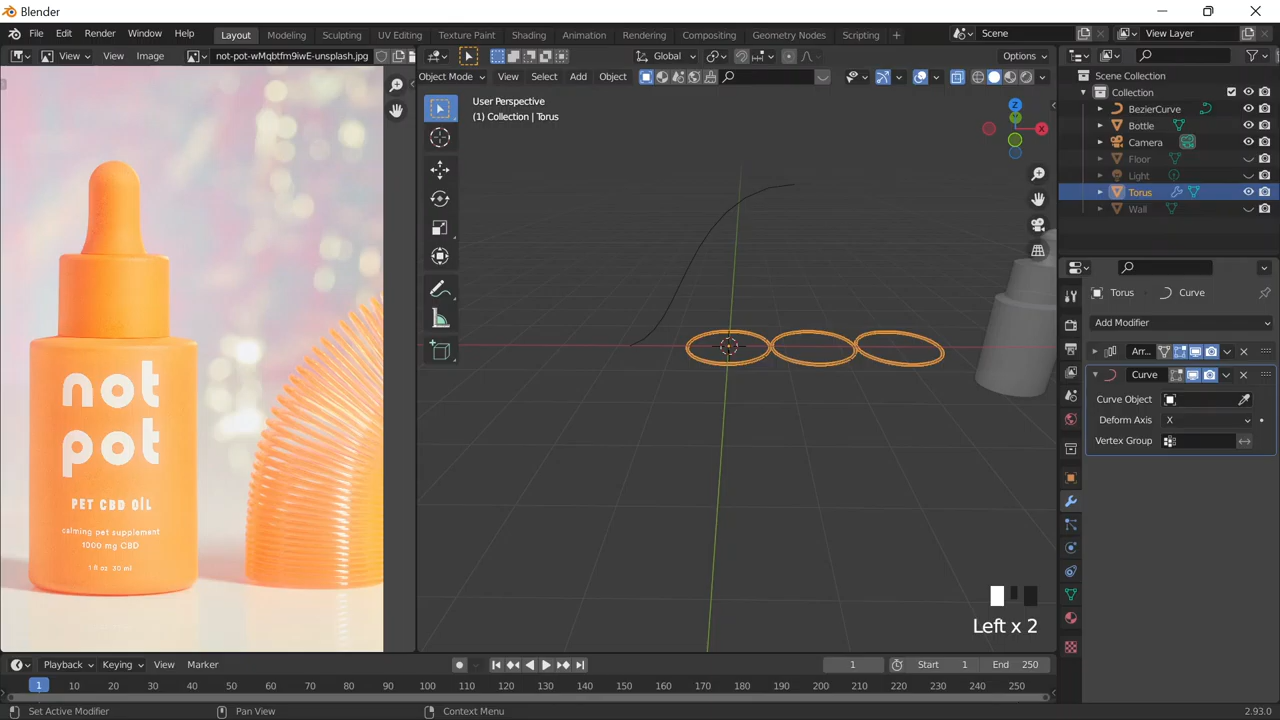 Blender
File Edit Render Window Help
Layout Modeling Sculpting UV Editing Texture Paint Shading Animation Rendering Compositing Geometry Nodes Scripting +
Scene
View Layer
View View Image not-pot-wMqbtfm9iwE-unsplash.jpg
Global
Options
Object Mode View Select Add Object
User Perspective
(1) Collection | Torus
Z
X
Scene Collection
Collection
BezierCurve
Bottle
Camera
Floor
Light
Torus
Wall
Torus Curve
Add Modifier
Arr...
Curve
Curve Object
Deform Axis X
Vertex Group
not
pot
PET CBD OIL
calming pet supplement
1000 mg CBD
1 fl oz 30 ml
Left x 2
Playback Keying View Marker
1 Start 1 End 250
1 10 20 30 40 50 60 70 80 90 100 110 120 130 140 150 160 170 180 190 200 210 220 230 240 250
Set Active Modifier Pan View Context Menu 2.93.0